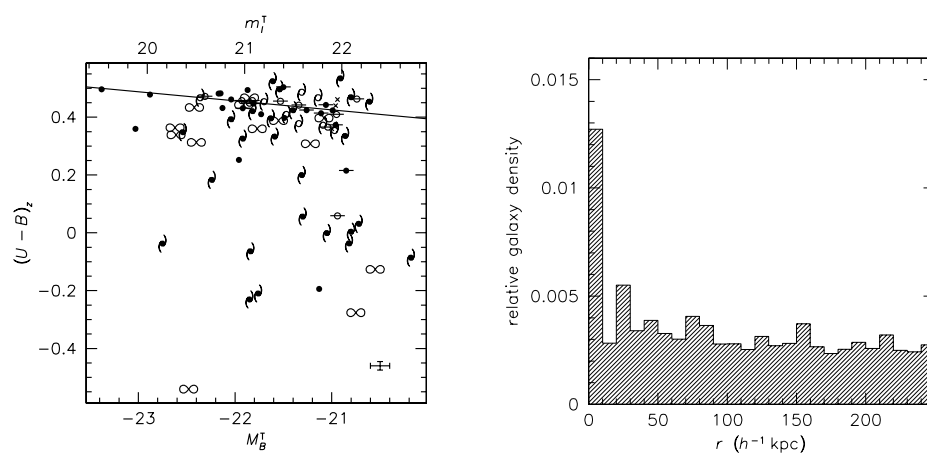 m_I^T
20 21 22
0.4
0.2
0
−0.2
−0.4
(U − B)_z
−23 −22 −21
M_B^T
0.015
0.01
0.005
0
relative galaxy density
0 50 100 150 200
r (h⁻¹ kpc)